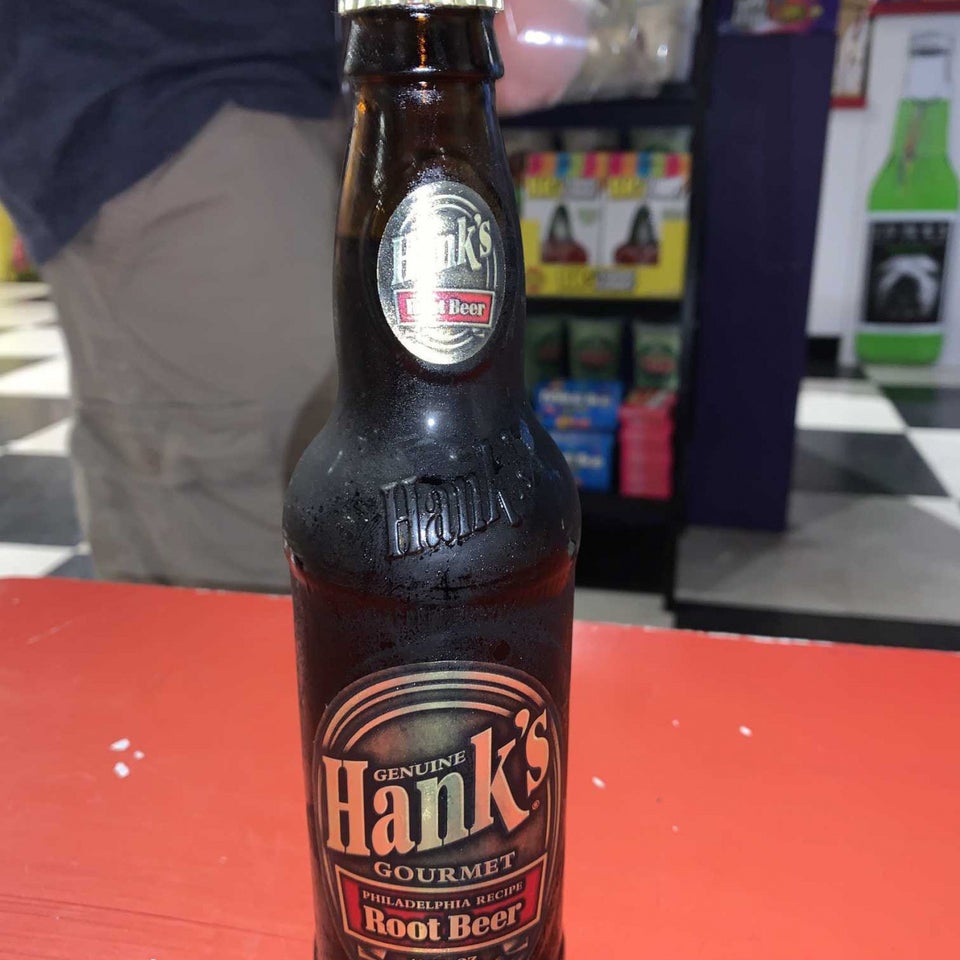 Hank's
Root Beer
Hank's
GENUINE
Hank's
®
GOURMET
PHILADELPHIA RECIPE
Root Beer